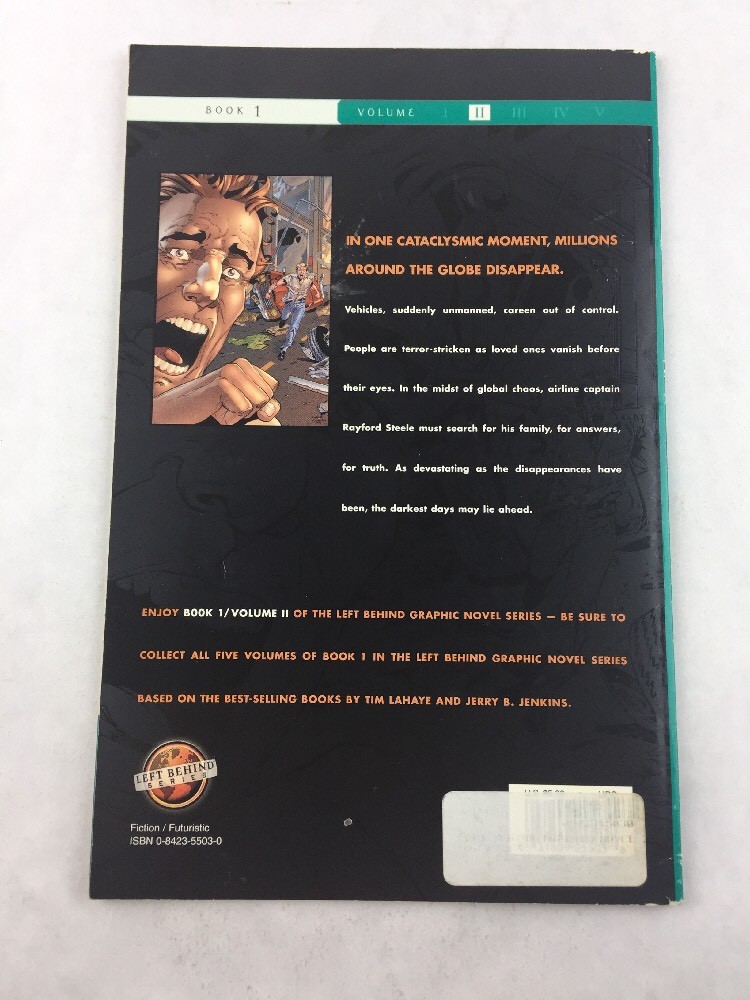 BOOK 1 VOLUME I II III IV V
IN ONE CATACLYSMIC MOMENT, MILLIONS
AROUND THE GLOBE DISAPPEAR.
Vehicles, suddenly unmanned, careen out of control.
People are terror-stricken as loved ones vanish before
their eyes. In the midst of global chaos, airline captain
Rayford Steele must search for his family, for answers,
for truth. As devastating as the disappearances have
been, the darkest days may lie ahead.
ENJOY BOOK 1/VOLUME II OF THE LEFT BEHIND GRAPHIC NOVEL SERIES — BE SURE TO
COLLECT ALL FIVE VOLUMES OF BOOK 1 IN THE LEFT BEHIND GRAPHIC NOVEL SERIES
BASED ON THE BEST-SELLING BOOKS BY TIM LAHAYE AND JERRY B. JENKINS.
LEFT BEHIND
SERIES
Fiction / Futuristic
ISBN 0-8423-5503-0